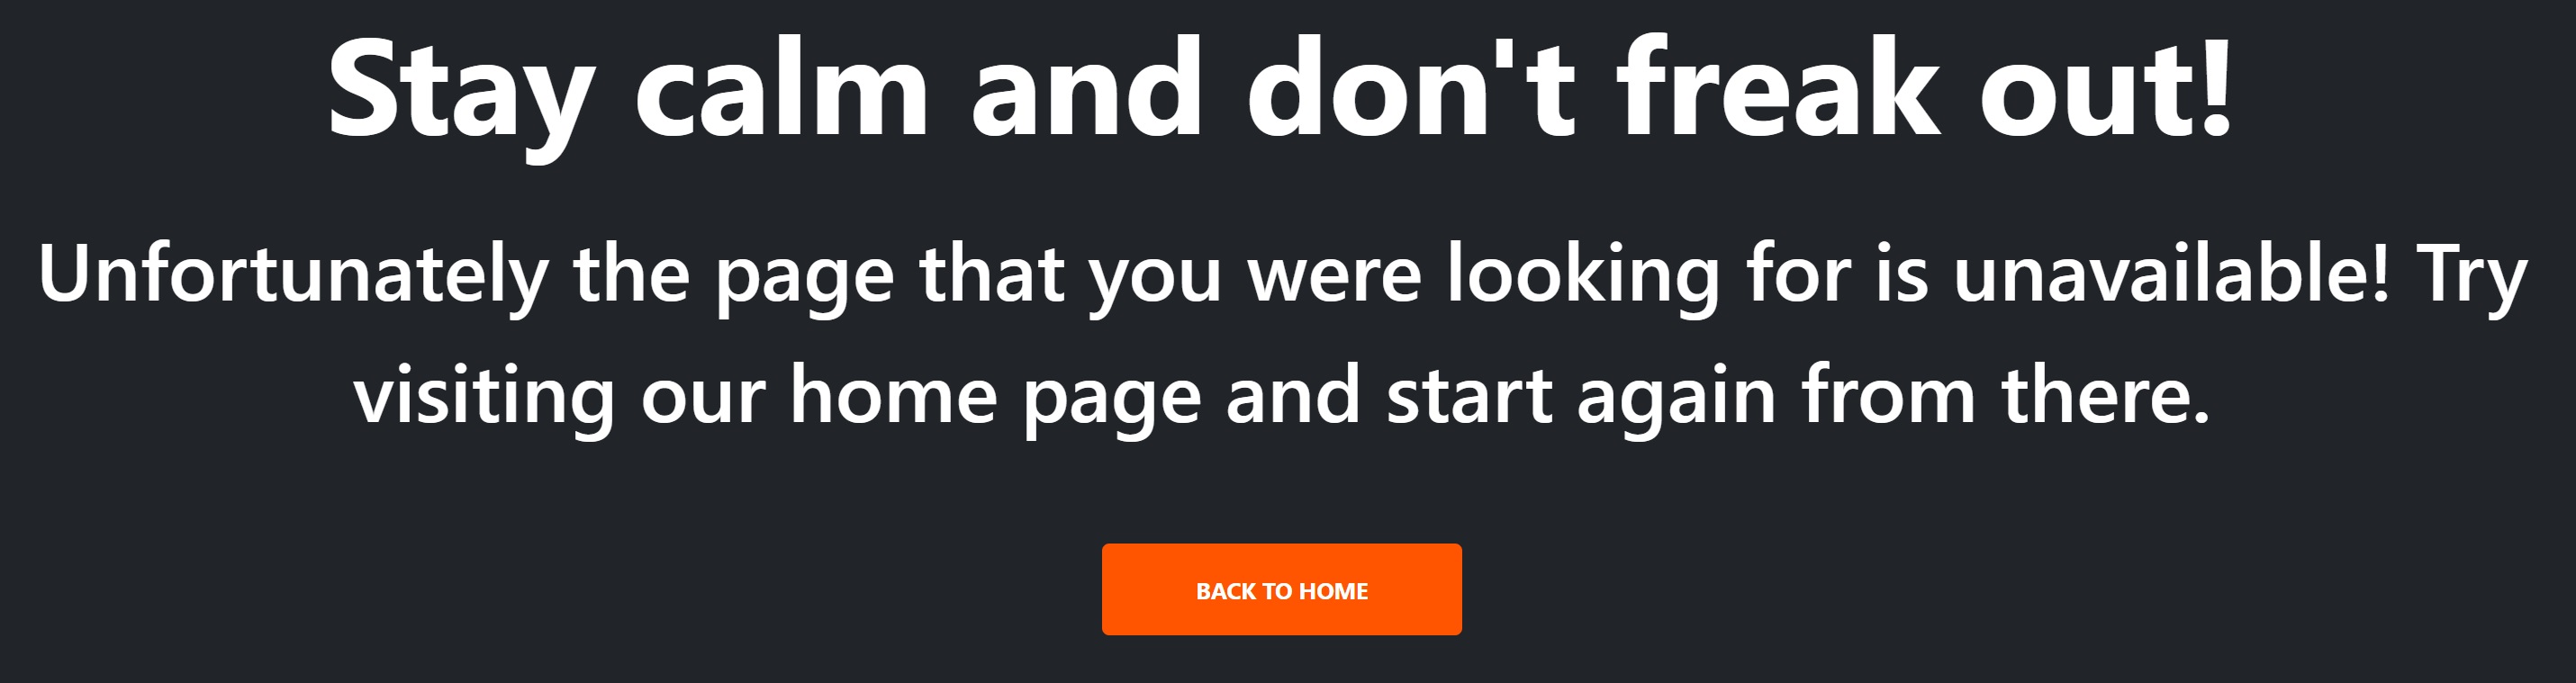 Stay calm and don't freak out!
Unfortunately the page that you were looking for is unavailable! Try
visiting our home page and start again from there.
BACK TO HOME